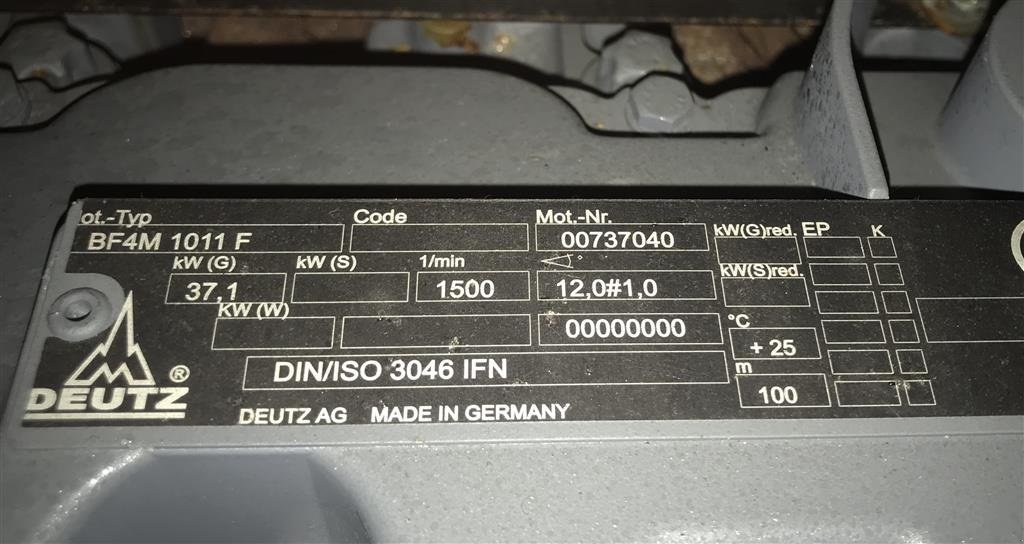 ot.-Typ Code Mot.-Nr. kW(G)red. EP K
BF4M 1011 F 00737040
kW (G) kW (S) 1/min ° kW(S)red.
37,1 1500 12,0#1,0
kW (W) 00000000 °C
+ 25
DIN/ISO 3046 IFN m
100
DEUTZ ®
DEUTZ AG MADE IN GERMANY